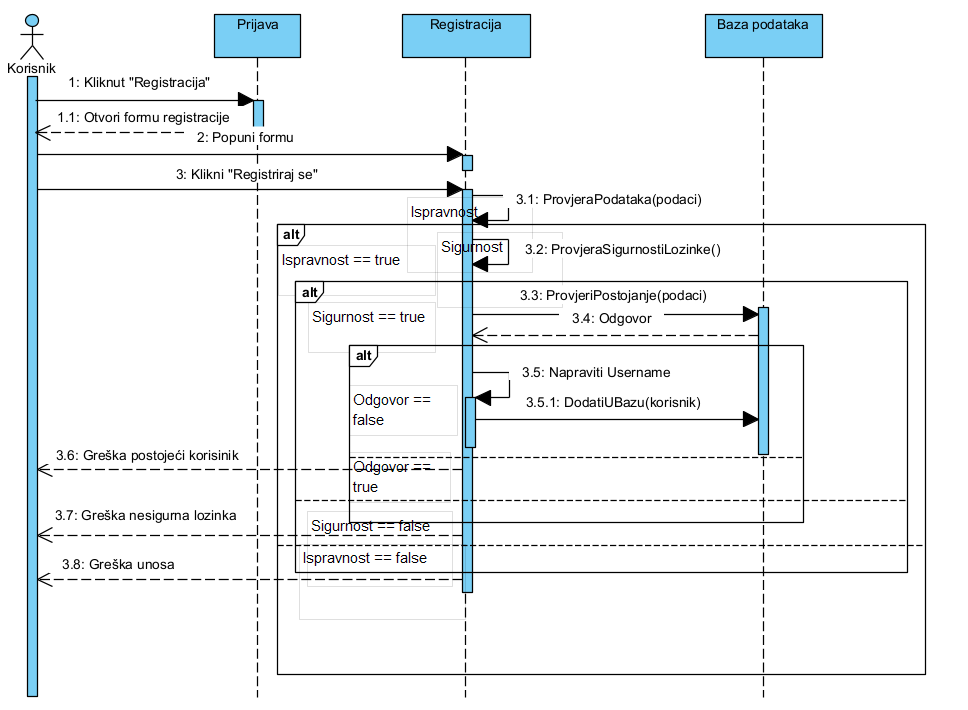 Prijava
Registracija
Baza podataka
Korisnik
1: Kliknut "Registracija"
1.1: Otvori formu registracije
2: Popuni formu
3: Klikni "Registriraj se"
3.1: ProvjeraPodataka(podaci)
Ispravnost
alt
Sigurnost
3.2: ProvjeraSigurnostiLozinke()
Ispravnost == true
alt
3.3: ProvjeriPostojanje(podaci)
Sigurnost == true
3.4: Odgovor
alt
3.5: Napraviti Username
Odgovor ==
false
3.5.1: DodatiUBazu(korisnik)
3.6: Greška postojeći korisinik
Odgovor ==
true
3.7: Greška nesigurna lozinka
Sigurnost == false
Ispravnost == false
3.8: Greška unosa